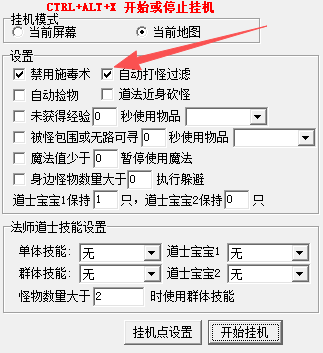 CTRL+ALT+X 开始或停止挂机
挂机模式
当前屏幕 当前地图
设置
禁用施毒术 自动打怪过滤
自动捡物 道法近身砍怪
未获得经验 0 秒使用物品
被怪包围或无路可寻 0 秒使用物品
魔法值少于 0 暂停使用魔法
身边怪物数量大于 0 执行躲避
道士宝宝1保持 1 只，道士宝宝2保持 0 只
法师道士技能设置
单体技能： 无 道士宝宝1 无
群体技能： 无 道士宝宝2 无
怪物数量大于 2 时使用群体技能
挂机点设置 开始挂机